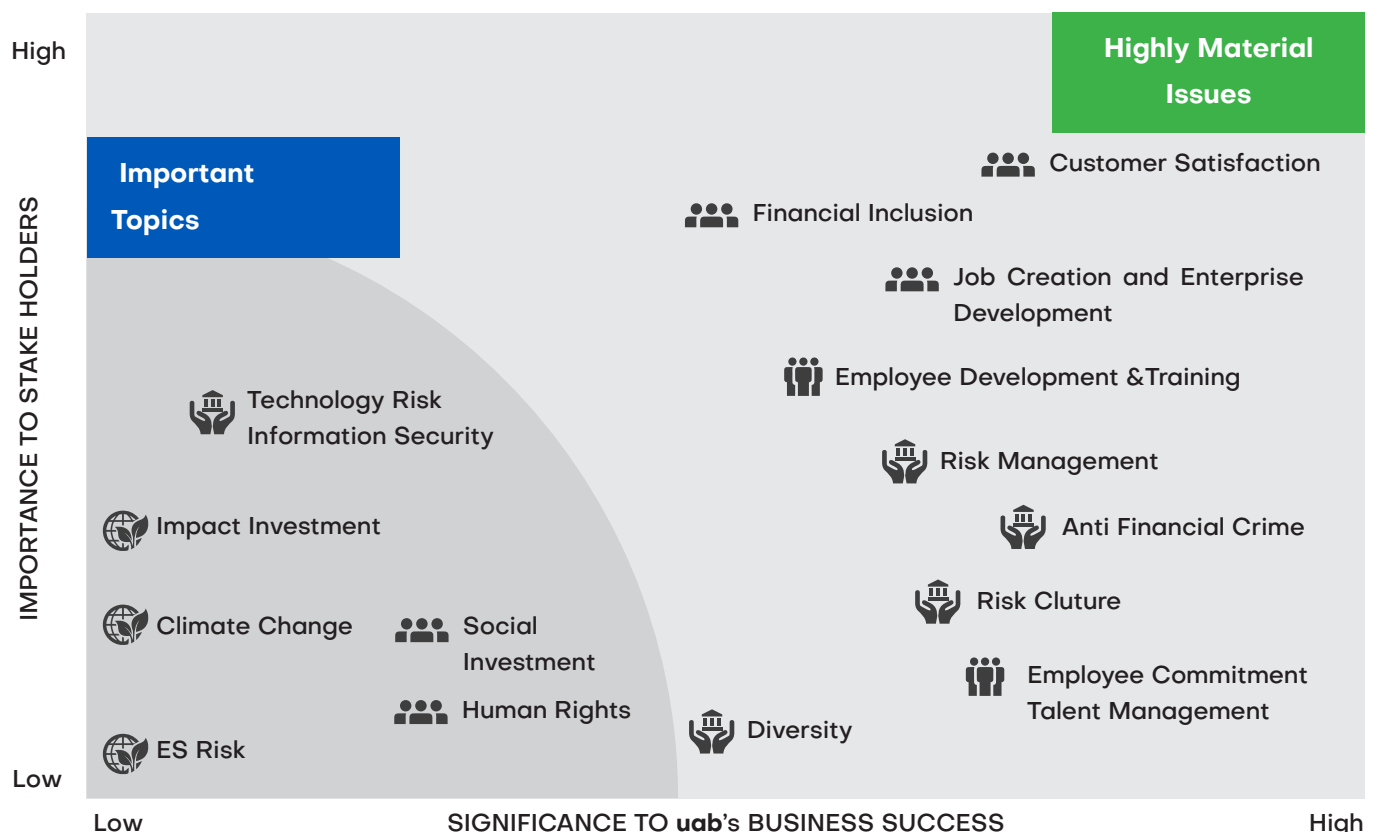 High
Highly Material
Issues
Important
Topics
Customer Satisfaction
Financial Inclusion
Job Creation and Enterprise
Development
Employee Development &Training
Technology Risk
Information Security
Risk Management
Impact Investment
Anti Financial Crime
Risk Cluture
Climate Change
Social
Investment
Employee Commitment
Talent Management
Human Rights
Diversity
ES Risk
Low
IMPORTANCE TO STAKE HOLDERS
Low
SIGNIFICANCE TO uab's BUSINESS SUCCESS
High